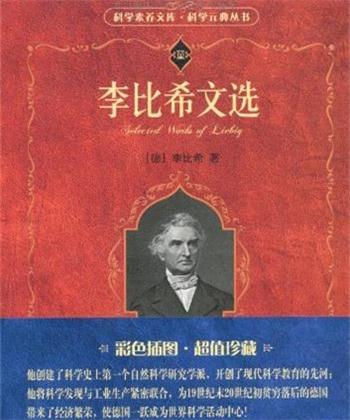 科学素养文库·科学元典丛书
李比希文选
Selected Works of Liebig
[德] 李比希 著
彩色插图·超值珍藏
他创建了科学史上第一个自然科学研究学派，开创了现代科学教育的先河；
他将科学发现与工业生产紧密联合，为19世纪末20世纪初贫穷落后的德国
带来了经济繁荣，使德国一跃成为世界科学活动中心！